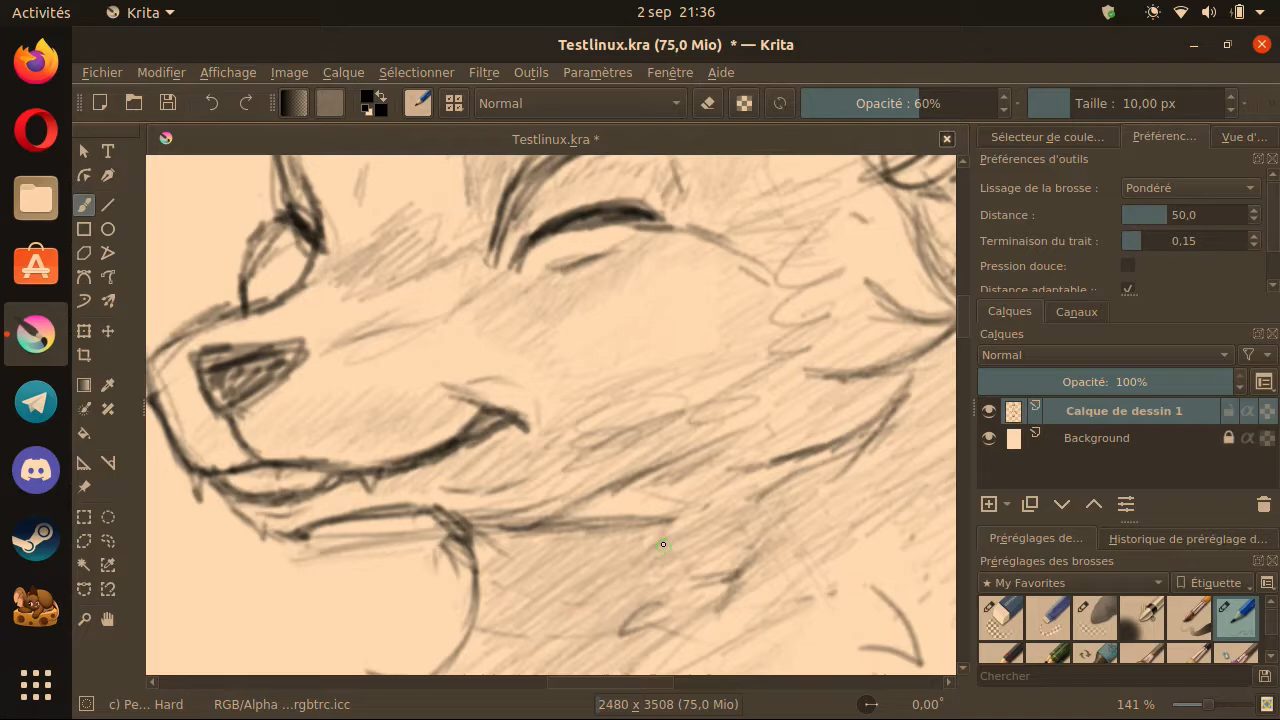 Activités
Krita
2 sep 21:36
Testlinux.kra (75,0 Mio) * — Krita
Fichier Modifier Affichage Image Calque Sélectionner Filtre Outils Paramètres Fenêtre Aide
Normal
Opacité : 60%
Taille : 10,00 px
Testlinux.kra *
Sélecteur de coule... Préférenc... Vue d'...
Préférences d'outils
Lissage de la brosse : Pondéré
Distance : 50,0
Terminaison du trait : 0,15
Pression douce:
Distance adaptable ::
Calques Canaux
Calques
Normal
Opacité: 100%
Calque de dessin 1
Background
Préréglages de... Historique de préréglage d...
Préréglages des brosses
★ My Favorites
Étiquette
Chercher
c) Pe... Hard
RGB/Alpha ...rgbtrc.icc
2480 x 3508 (75,0 Mio)
0,00°
141 %